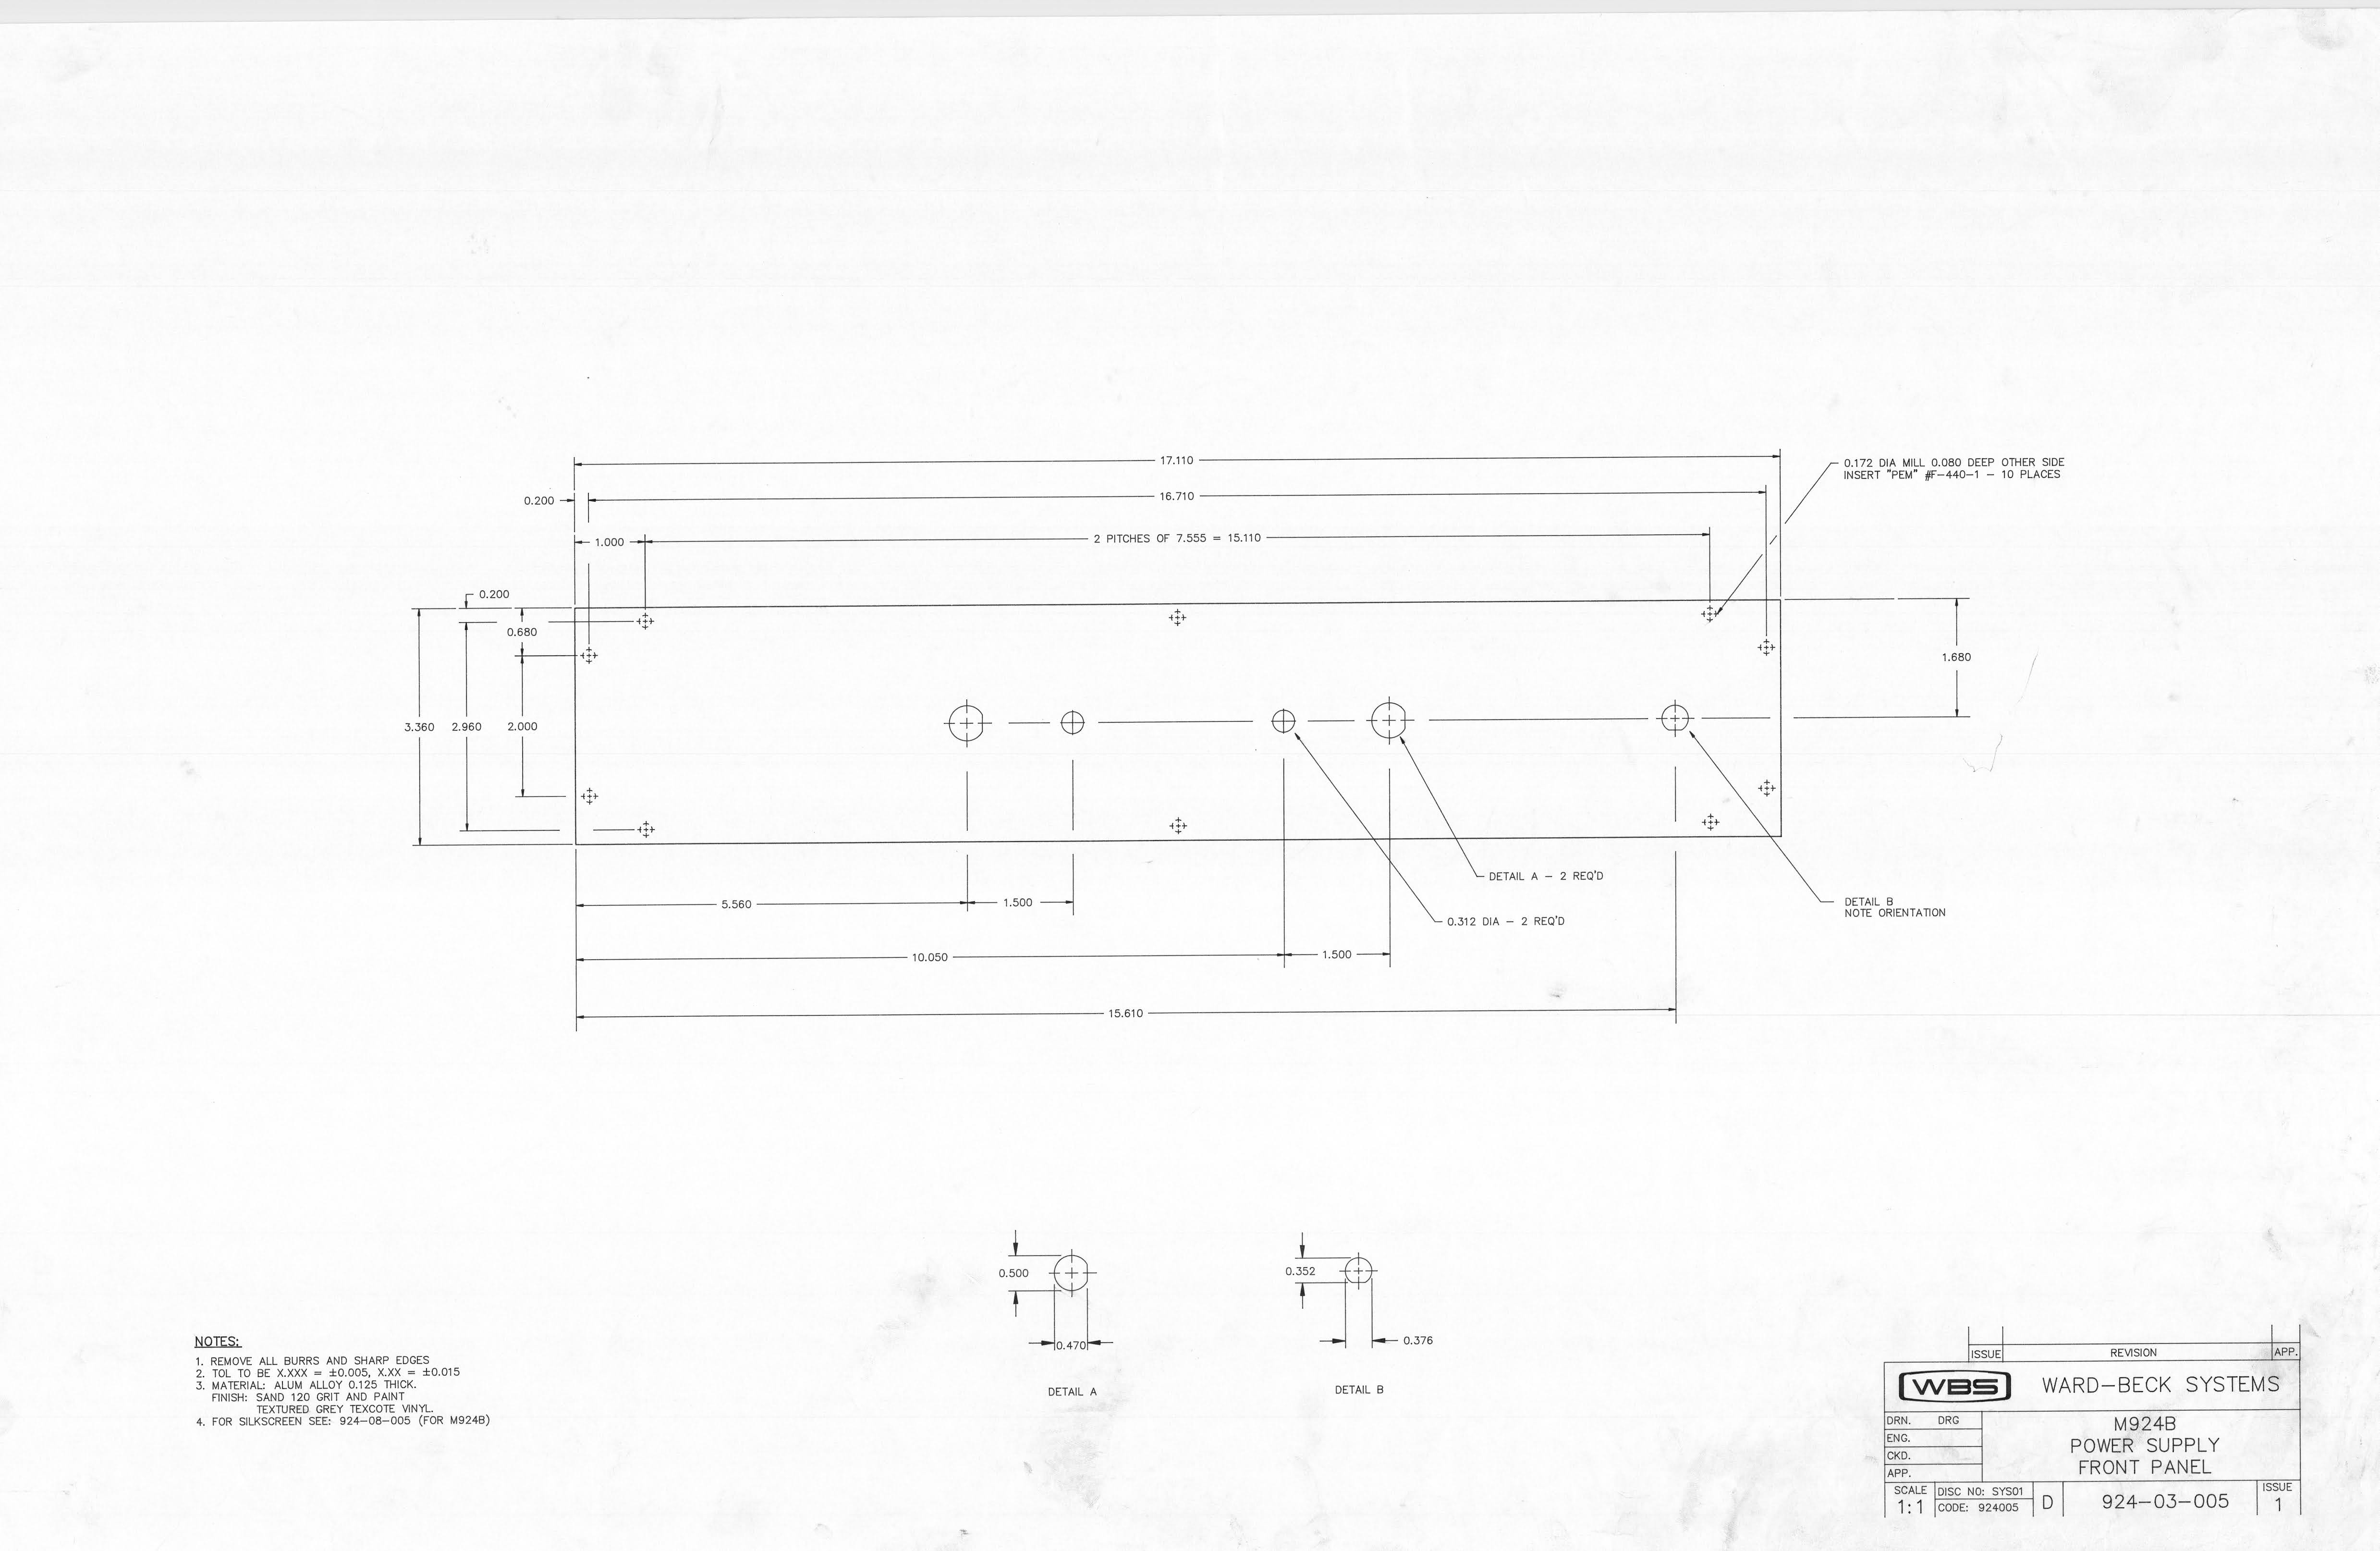 17.110
0.200
16.710
1.000
2 PITCHES OF 7.555 = 15.110
0.172 DIA MILL 0.080 DEEP OTHER SIDE
INSERT "PEM" #F-440-1 - 10 PLACES
0.200
0.680
1.680
3.360
2.960
2.000
DETAIL A - 2 REQ'D
5.560
1.500
DETAIL B
NOTE ORIENTATION
0.312 DIA - 2 REQ'D
10.050
1.500
15.610
0.500
0.470
DETAIL A
0.352
0.376
DETAIL B
NOTES:
1. REMOVE ALL BURRS AND SHARP EDGES
2. TOL TO BE X.XXX = ±0.005, X.XX = ±0.015
3. MATERIAL: ALUM ALLOY 0.125 THICK.
FINISH: SAND 120 GRIT AND PAINT
TEXTURED GREY TEXCOTE VINYL.
4. FOR SILKSCREEN SEE: 924-08-005 (FOR M924B)
ISSUE REVISION APP.
WBS WARD-BECK SYSTEMS
DRN. DRG
ENG.
CKD.
APP.
M924B
POWER SUPPLY
FRONT PANEL
SCALE
1:1
DISC NO: SYS01
CODE: 924005
D
924-03-005
ISSUE
1